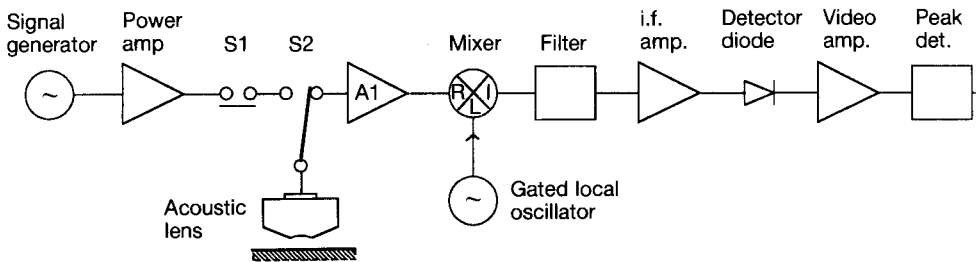 Signal
generator
Power
amp
S1
S2
Mixer
Filter
i.f.
amp.
Detector
diode
Video
amp.
Peak
det.
~
A1
R
I
L
~
Gated local
oscillator
Acoustic
lens